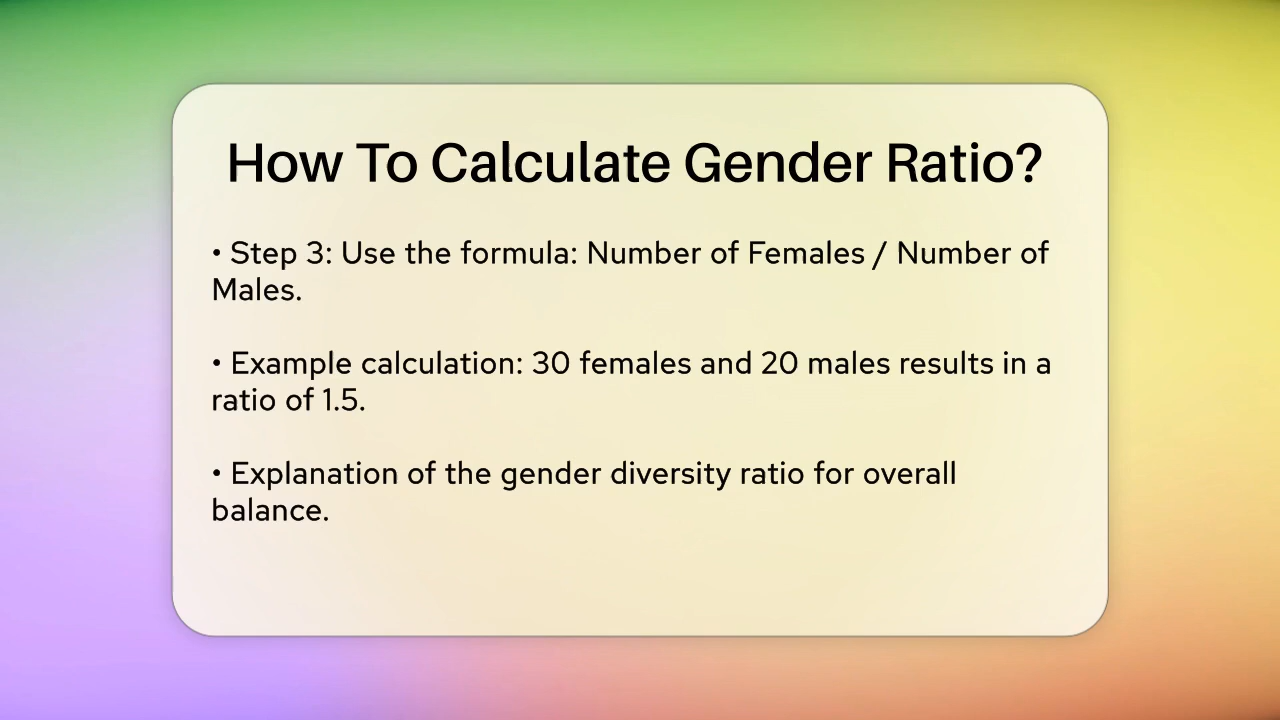 How To Calculate Gender Ratio?
• Step 3: Use the formula: Number of Females / Number of
Males.
• Example calculation: 30 females and 20 males results in a
ratio of 1.5.
• Explanation of the gender diversity ratio for overall
balance.